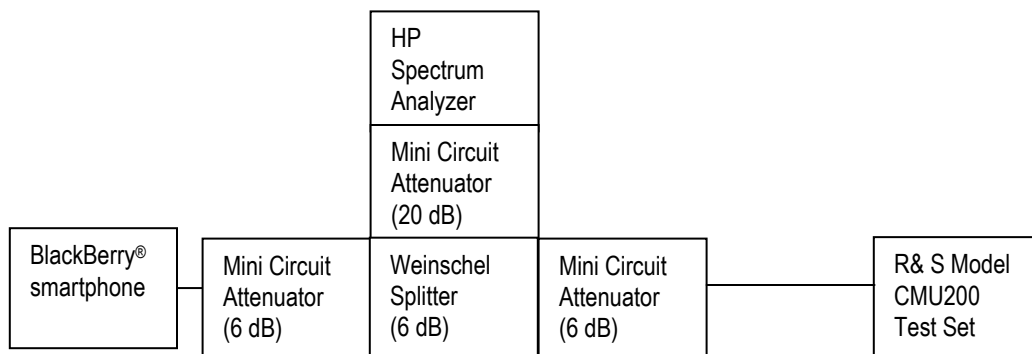 HP
Spectrum
Analyzer
Mini Circuit
Attenuator
(20 dB)
BlackBerry®
smartphone
Mini Circuit
Attenuator
(6 dB)
Weinschel
Splitter
(6 dB)
Mini Circuit
Attenuator
(6 dB)
R& S Model
CMU200
Test Set